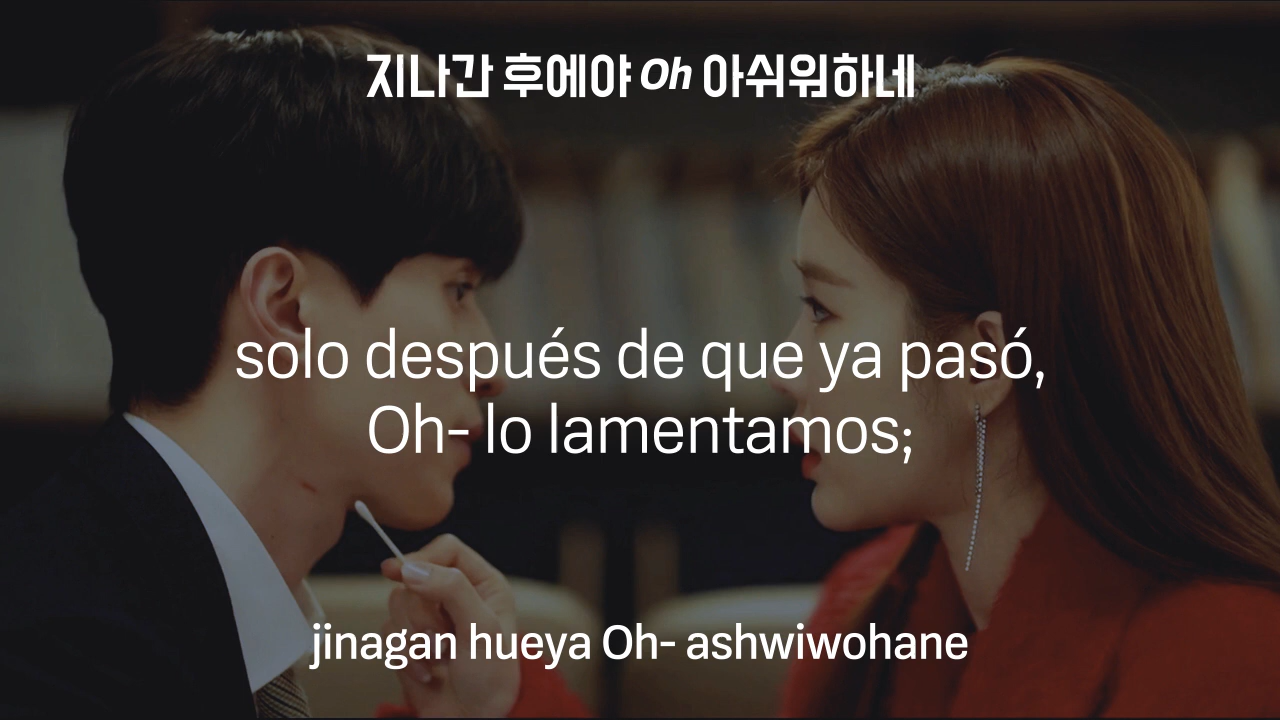 지나간 후에야 Oh 아쉬워하네
solo después de que ya pasó,
Oh- lo lamentamos;
jinagan hueya Oh- ashwiwohane